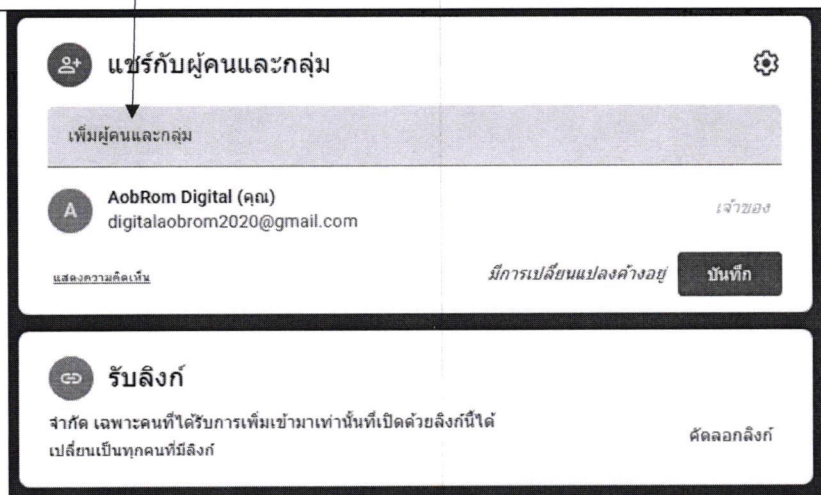 แชร์กับผู้คนและกลุ่ม
เพิ่มผู้คนและกลุ่ม
A
AobRom Digital (คุณ)
digitalaobrom2020@gmail.com
เจ้าของ
แสดงความคิดเห็น
มีการเปลี่ยนแปลงค้างอยู่
บันทึก
รับลิงก์
จำกัด เฉพาะคนที่ได้รับการเพิ่มเข้ามาเท่านั้นที่เปิดด้วยลิงก์นี้ได้
เปลี่ยนเป็นทุกคนที่มีลิงก์
คัดลอกลิงก์